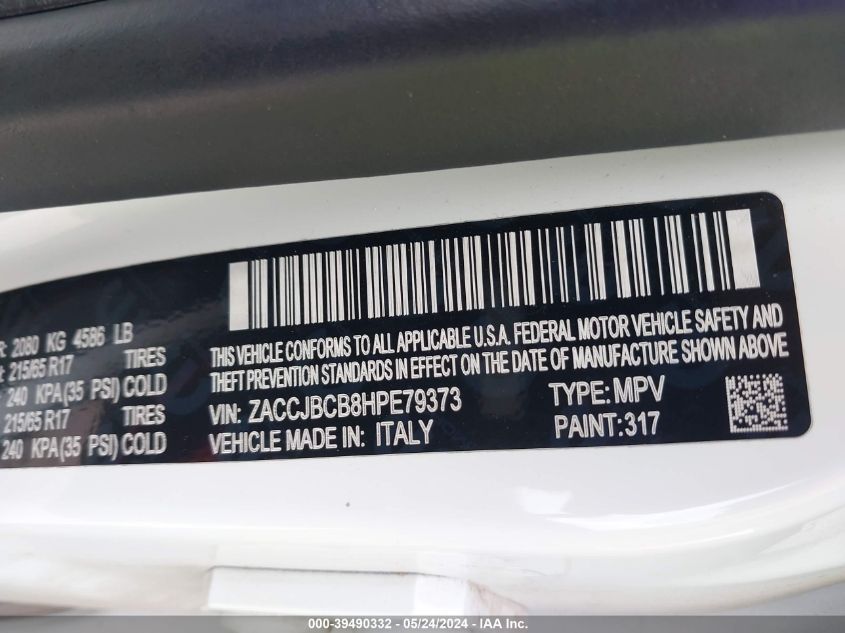 R: 2080 KG 4586 LB
215/65 R17 TIRES
240 KPA(35 PSI) COLD
215/65 R17 TIRES
240 KPA(35 PSI) COLD
THIS VEHICLE CONFORMS TO ALL APPLICABLE U.S.A. FEDERAL MOTOR VEHICLE SAFETY AND
THEFT PREVENTION STANDARDS IN EFFECT ON THE DATE OF MANUFACTURE SHOWN ABOVE
VIN: ZACCJBCB8HPE79373 TYPE: MPV
VEHICLE MADE IN: ITALY PAINT:317
000-39490332 - 05/24/2024 - IAA Inc.